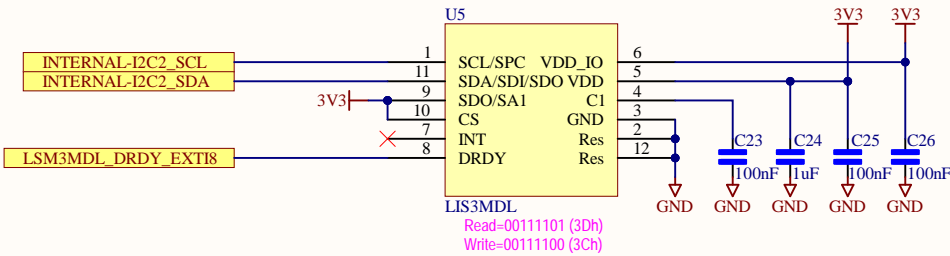 U5
3V3 3V3
INTERNAL-I2C2_SCL 1 SCL/SPC VDD_IO 6
INTERNAL-I2C2_SDA 11 SDA/SDI/SDO VDD 5
3V3 9 SDO/SA1 C1 4
10 CS GND 3
7 INT Res 2
LSM3MDL_DRDY_EXTI8 8 DRDY Res 12
C23 C24 C25 C26
100nF 1uF 100nF 100nF
GND GND GND GND GND
LIS3MDL
Read=00111101 (3Dh)
Write=00111100 (3Ch)